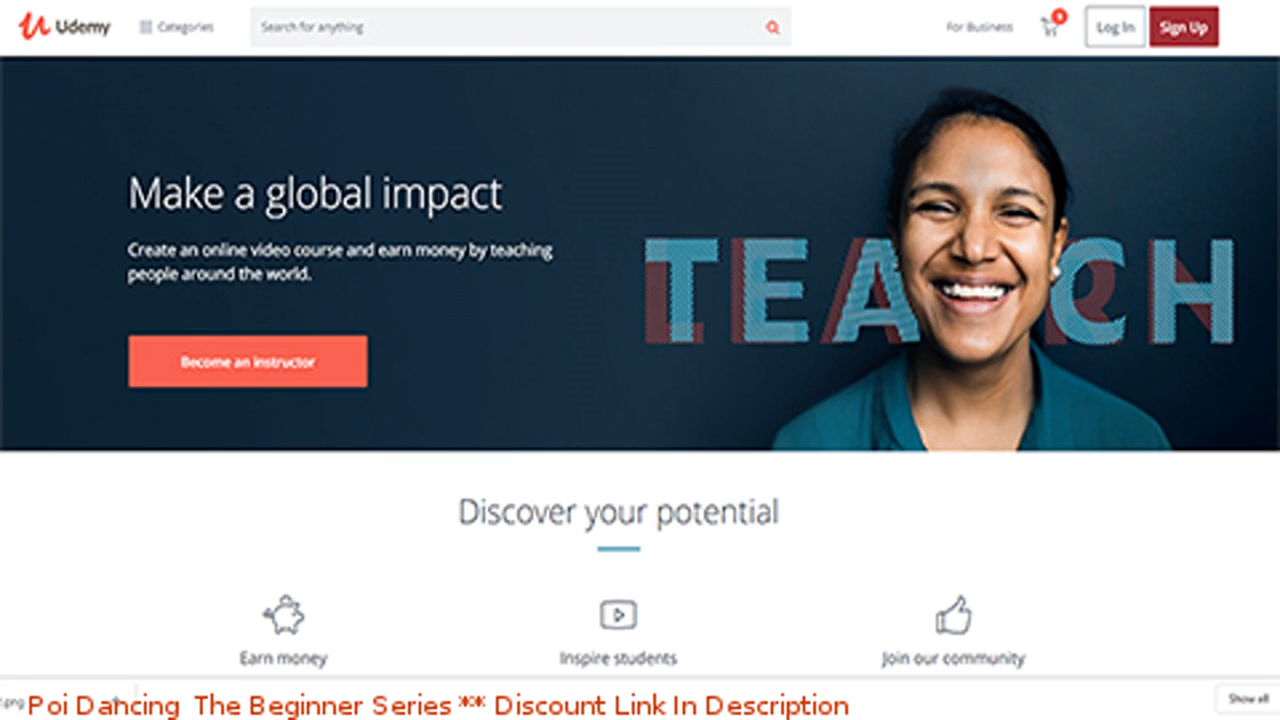 Udemy Categories Search for anything For Business Log In Sign Up
Make a global impact
Create an online video course and earn money by teaching
people around the world.
TEACH
Become an instructor
Discover your potential
Earn money Inspire students Join our community
Show all
Poi Dancing The Beginner Series ** Discount Link In Description